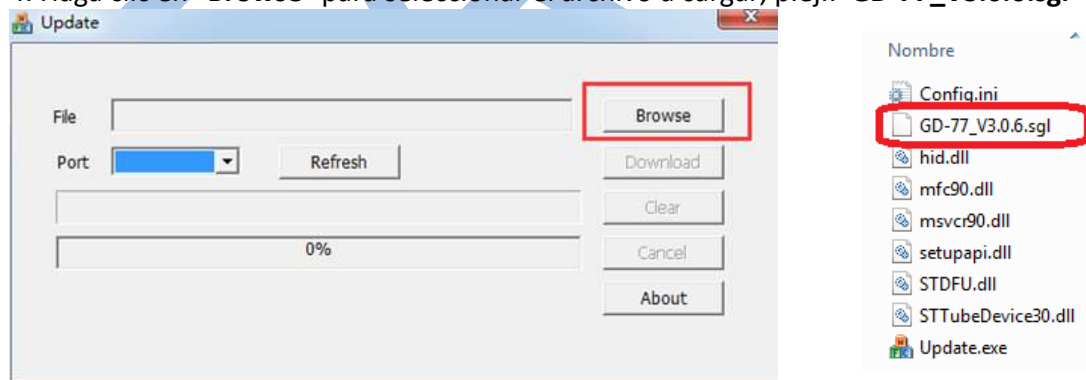 Update
File
Browse
Port
Refresh
Download
Clear
0%
Cancel
About
Nombre
Config.ini
GD-77_V3.0.6.sgl
hid.dll
mfc90.dll
msvcr90.dll
setupapi.dll
STDFU.dll
STTubeDevice30.dll
Update.exe